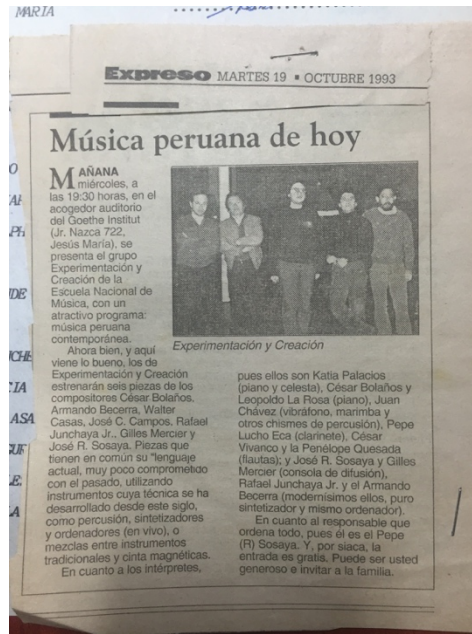 MARIA
Expreso MARTES 19 ▪ OCTUBRE 1993
Música peruana de hoy
MAÑANA
miércoles, a
las 19:30 horas, en el
acogedor auditorio
del Goethe Institut
(Jr. Nazca 722,
Jesús María), se
presenta el grupo
Experimentación y
Creación de la
Escuela Nacional de
Música, con un
atractivo programa:
música peruana
contemporánea.
Ahora bien, y aquí
viene lo bueno, los de
Experimentación y Creación
estrenarán seis piezas de los
compositores César Bolaños.
Armando Becerra, Walter
Casas, José C. Campos. Rafael
Junchaya Jr.. Gilles Mercier y
José R. Sosaya. Piezas que
tienen en común su "lenguaje
actual, muy poco comprometido
con el pasado, utilizando
instrumentos cuya técnica se ha
desarrollado desde este siglo,
como percusión, sintetizadores
y ordenadores (en vivo), o
mezclas entre instrumentos
tradicionales y cinta magnéticas.
En cuanto a los intérpretes,
Experimentación y Creación
pues ellos son Katia Palacios
(piano y celesta), César Bolaños y
Leopoldo La Rosa (piano), Juan
Chávez (vibráfono, marimba y
otros chismes de percusión), Pepe
Lucho Eca (clarinete), César
Vivanco y la Penélope Quesada
(flautas); y José R. Sosaya y Gilles
Mercier (consola de difusión),
Rafael Junchaya Jr. y el Armando
Becerra (modernísimos ellos, puro
sintetizador y mismo ordenador).
En cuanto al responsable que
ordena todo, pues él es el Pepe
(R) Sosaya. Y, por siaca, la
entrada es gratis. Puede ser usted
generoso e invitar a la familia.